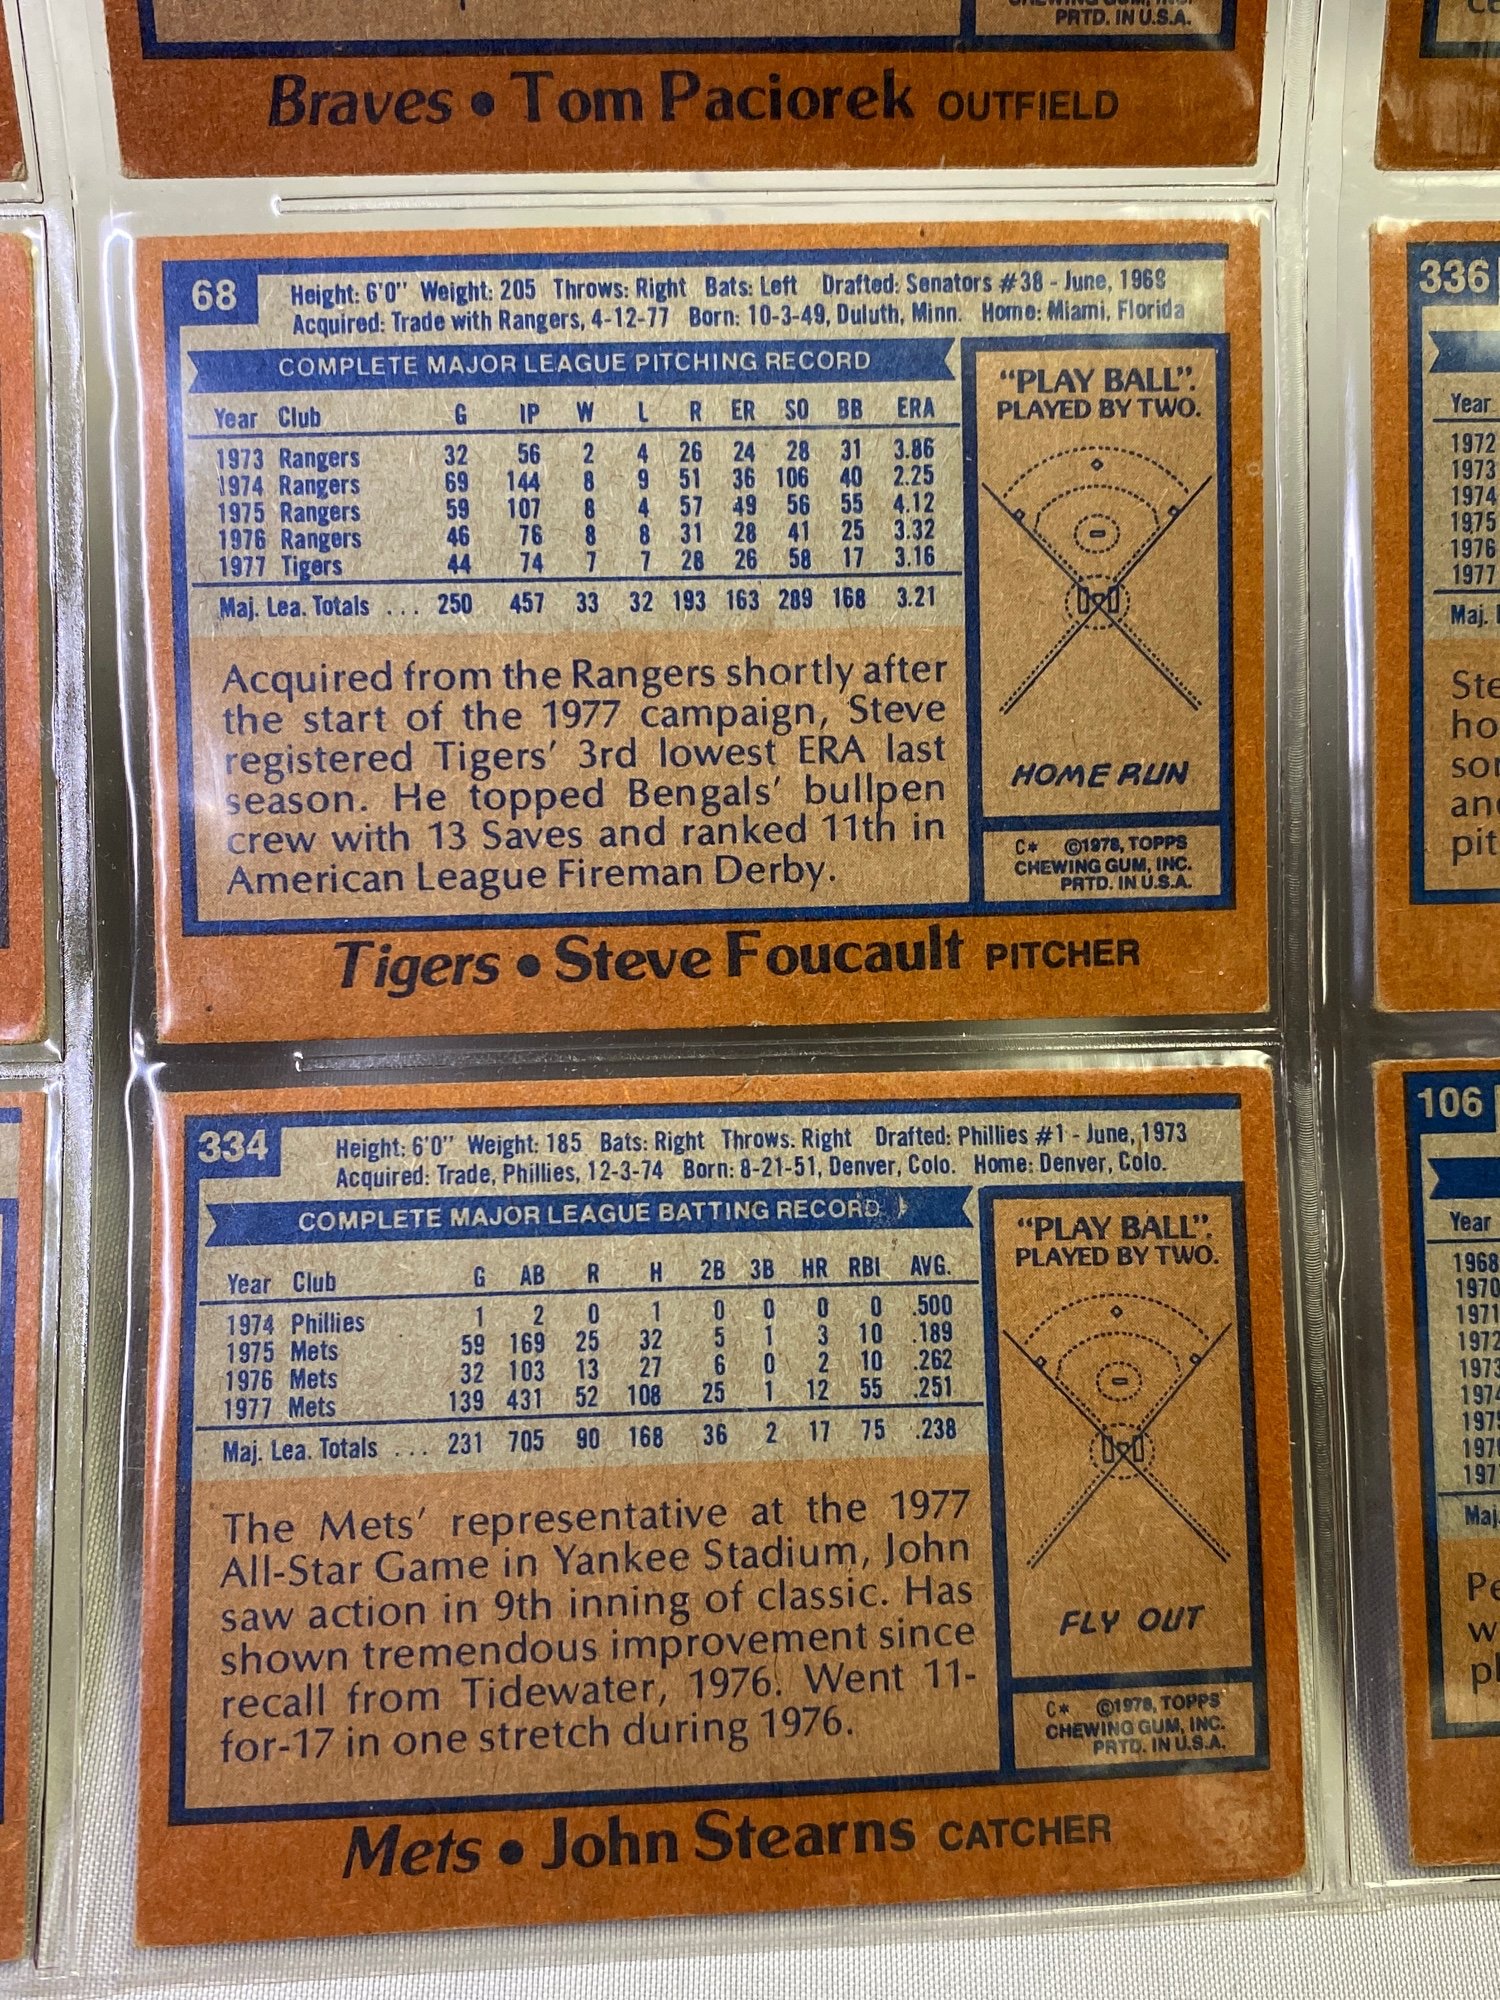 PRTD. IN U.S.A.
Braves • Tom Paciorek OUTFIELD
68
Height: 6'0" Weight: 205 Throws: Right Bats: Left Drafted: Senators #38 - June, 1969
Acquired: Trade with Rangers, 4-12-77 Born: 10-3-49, Duluth, Minn. Home: Miami, Florida
COMPLETE MAJOR LEAGUE PITCHING RECORD
Year Club G IP W L R ER SO BB ERA
1973 Rangers 32 56 2 4 26 24 28 31 3.86
1974 Rangers 69 144 8 9 51 36 106 40 2.25
1975 Rangers 59 107 8 4 57 49 56 55 4.12
1976 Rangers 46 76 8 8 31 28 41 25 3.32
1977 Tigers 44 74 7 7 28 26 58 17 3.16
Maj. Lea. Totals ... 250 457 33 32 193 163 289 168 3.21
Acquired from the Rangers shortly after
the start of the 1977 campaign, Steve
registered Tigers' 3rd lowest ERA last
season. He topped Bengals' bullpen
crew with 13 Saves and ranked 11th in
American League Fireman Derby.
"PLAY BALL".
PLAYED BY TWO.
HOME RUN
C* ©1978, TOPPS
CHEWING GUM, INC.
PRTD. IN U.S.A.
Tigers • Steve Foucault PITCHER
334
Height: 6'0" Weight: 185 Bats: Right Throws: Right Drafted: Phillies #1 - June, 1973
Acquired: Trade, Phillies, 12-3-74 Born: 8-21-51, Denver, Colo. Home: Denver, Colo.
COMPLETE MAJOR LEAGUE BATTING RECORD
Year Club G AB R H 2B 3B HR RBI AVG.
1974 Phillies 1 2 0 1 0 0 0 0 .500
1975 Mets 59 169 25 32 5 1 3 10 .189
1976 Mets 32 103 13 27 6 0 2 10 .262
1977 Mets 139 431 52 108 25 1 12 55 .251
Maj. Lea. Totals ... 231 705 90 168 36 2 17 75 .238
The Mets' representative at the 1977
All-Star Game in Yankee Stadium, John
saw action in 9th inning of classic. Has
shown tremendous improvement since
recall from Tidewater, 1976. Went 11-
for-17 in one stretch during 1976.
"PLAY BALL".
PLAYED BY TWO.
FLY OUT
C* ©1978, TOPPS
CHEWING GUM, INC.
PRTD. IN U.S.A.
Mets • John Stearns CATCHER
336
Year
1972
1973
1974
1975
1976
1977
Maj.
106
Year
1968
1970
1971
1972
1973
Maj.